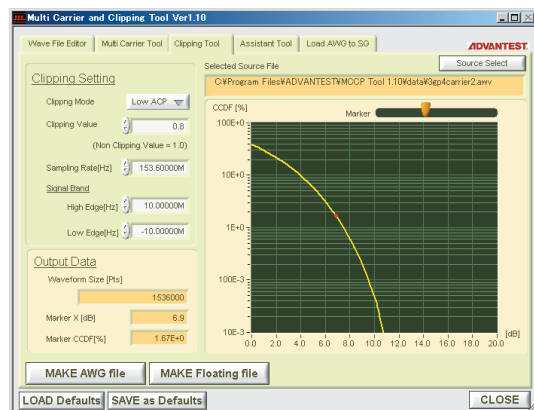 Multi Carrier and Clipping Tool Ver1.10
Wave File Editor
Multi Carrier Tool
Clipping Tool
Assistant Tool
Load AWG to SG
ADVANTEST
Clipping Setting
Clippng Mode
Low ACP
Clipping Value
0.8
(Non Clipping Value = 1.0)
Sampling Rate[Hz]
153.60000M
Signal Band
High Edge[Hz]
10.00000M
Low Edge[Hz]
-10.00000M
Output Data
Waveform Size [Pts]
1536000
Marker X [dB]
6.9
Marker CCDF[%]
1.67E+0
Selected Source File
Source Select
C:¥Program Files¥ADVANTEST¥MCCP Tool 1.10¥data¥3gp4carrier2.awv
CCDF [%]
Marker
100E+0
10E+0
1E+0
100E-3
10E-3
0.0 2.0 4.0 6.0 8.0 10.0 12.0 14.0 16.0 18.0 20.0
[dB]
MAKE AWG file
MAKE Floating file
LOAD Defaults
SAVE as Defaults
CLOSE